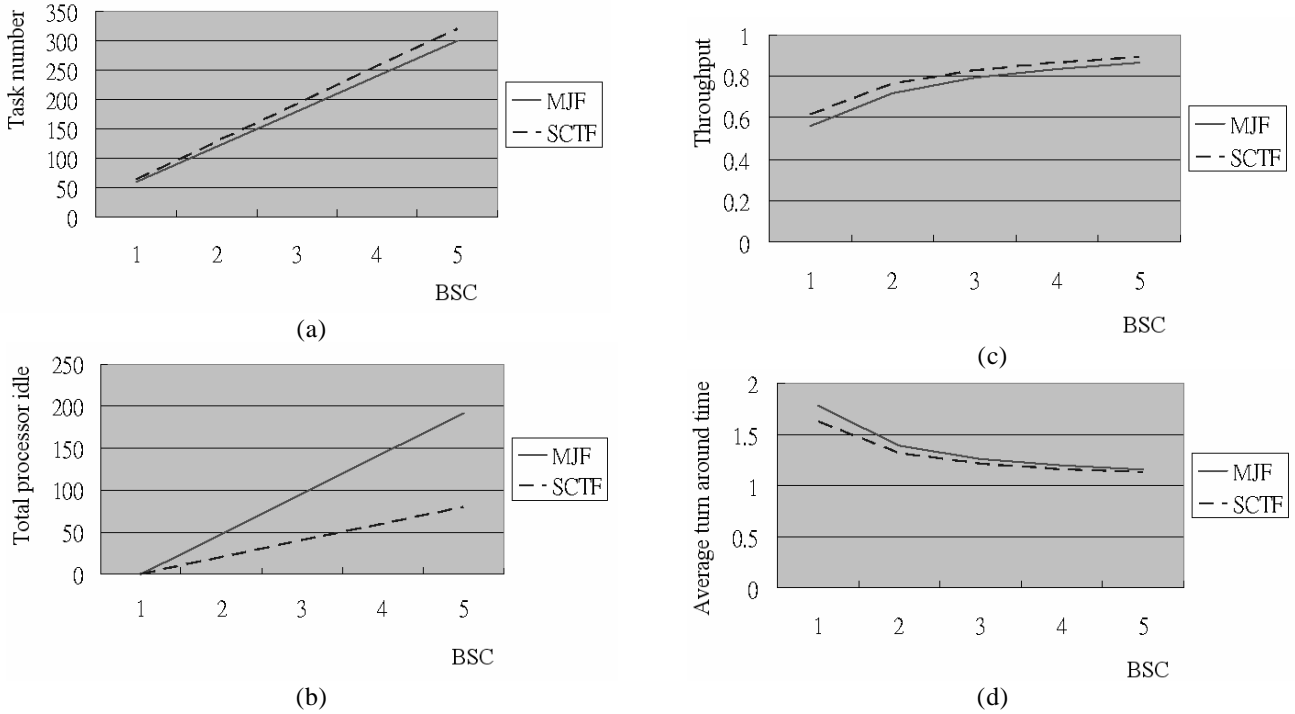 Task number
350
300
250
200
150
100
50
0
1 2 3 4 5
BSC
MJF
SCTF
(a)
Total processor idle
250
200
150
100
50
0
1 2 3 4 5
BSC
MJF
SCTF
(b)
Throughput
1
0.8
0.6
0.4
0.2
0
1 2 3 4 5
BSC
MJF
SCTF
(c)
Average turn around time
2
1.5
1
0.5
0
1 2 3 4 5
BSC
MJF
SCTF
(d)